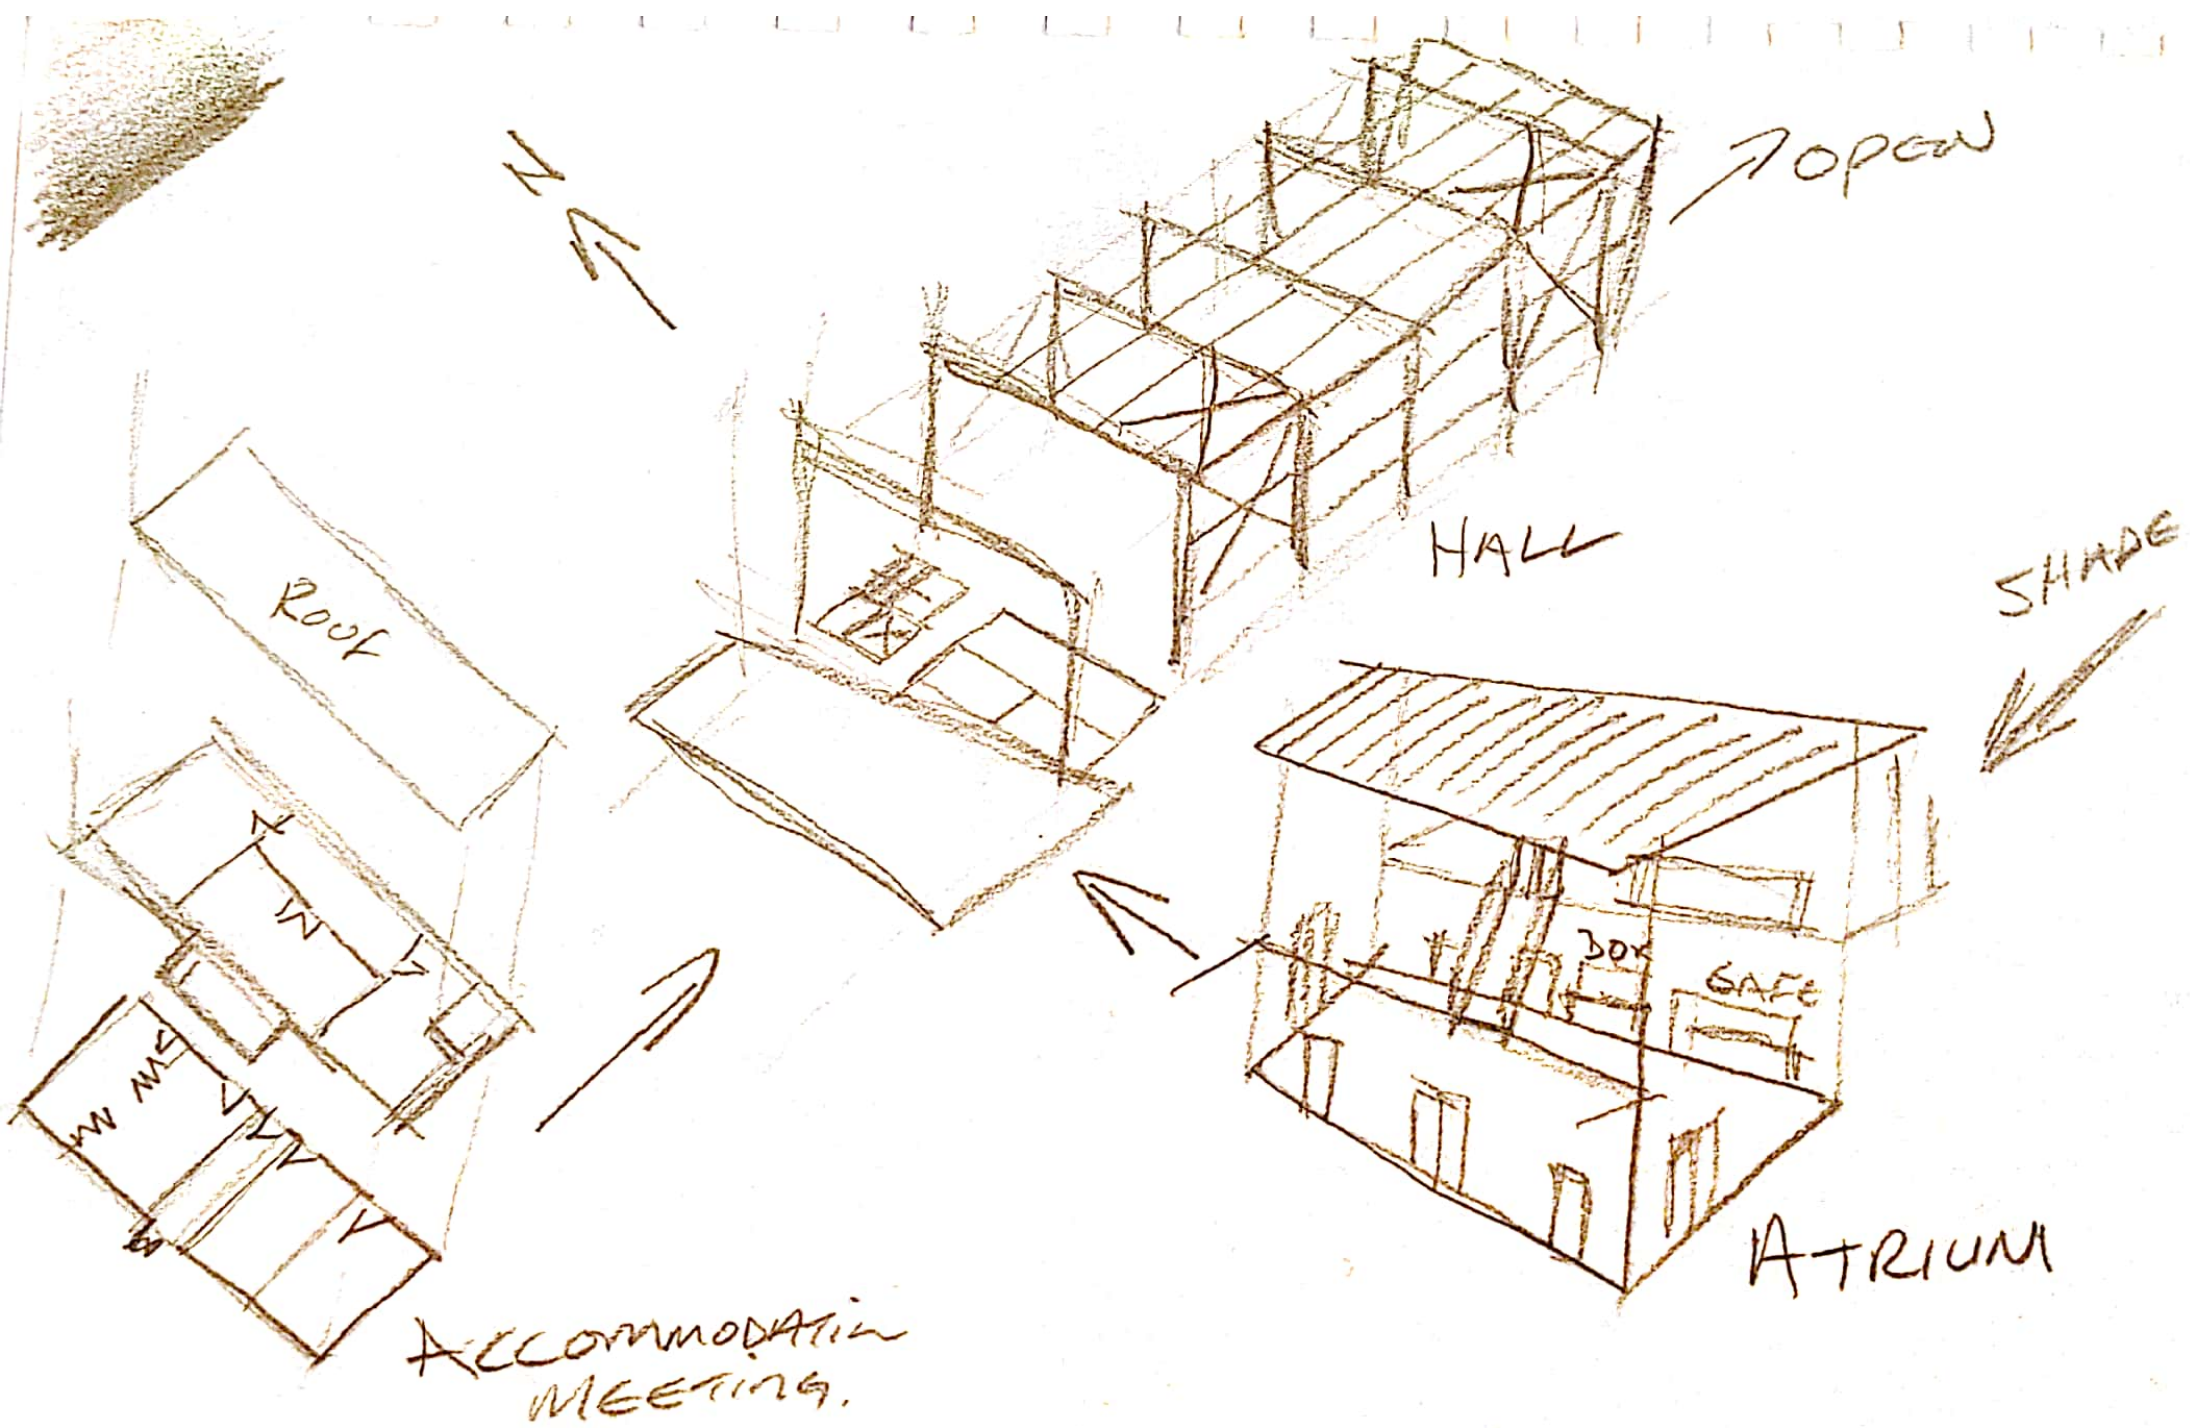 N
OPEN
HALL
SHADE
Roof
BOX
CAFE
ATRIUM
ACCOMMODATIN
MEETING.